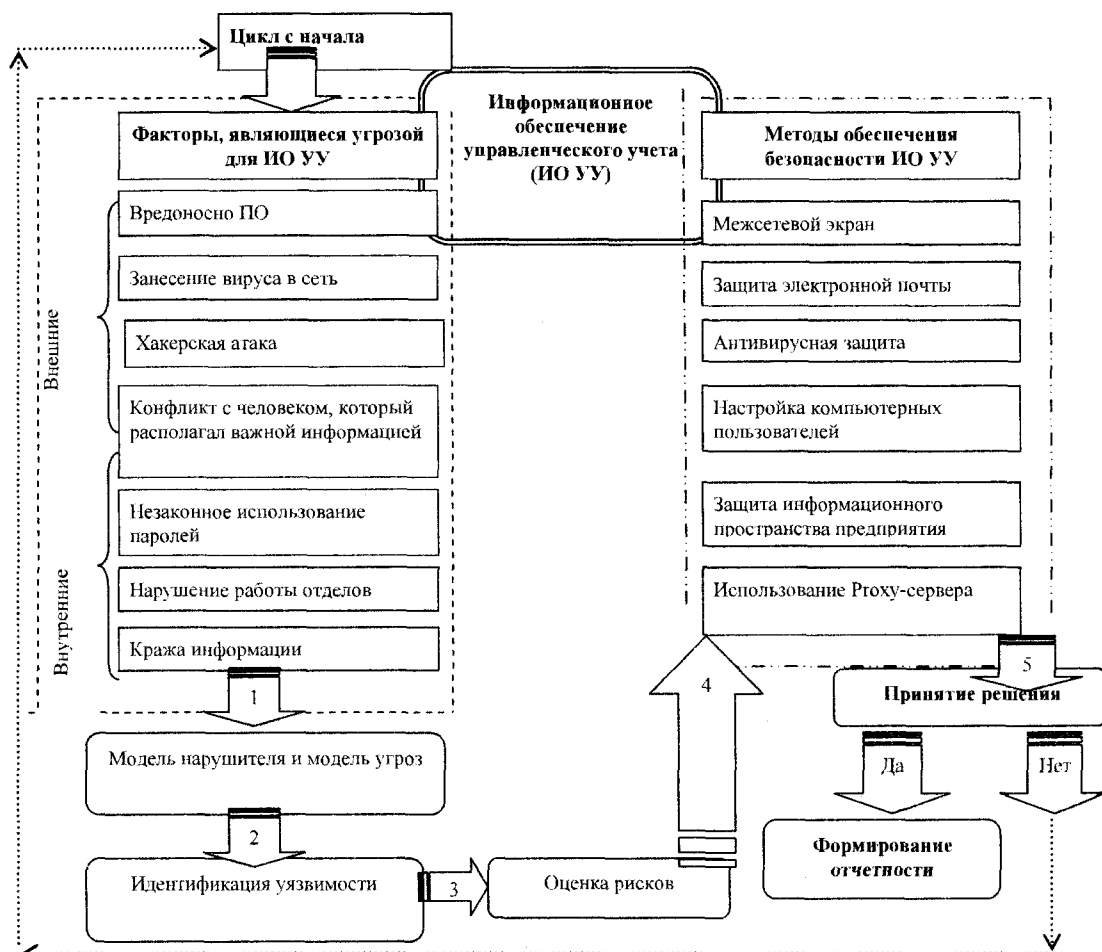 Цикл с начала
Информационное
обеспечение
управленческого учета
(ИО УУ)
Факторы, являющиеся угрозой
для ИО УУ
Внешние
Вредоносно ПО
Занесение вируса в сеть
Хакерская атака
Конфликт с человеком, который
располагал важной информацией
Внутренние
Незаконное использование
паролей
Нарушение работы отделов
Кража информации
1
Модель нарушителя и модель угроз
2
Идентификация уязвимости
3
Оценка рисков
4
Методы обеспечения
безопасности ИО УУ
Межсетевой экран
Защита электронной почты
Антивирусная защита
Настройка компьютерных
пользователей
Защита информационного
пространства предприятия
Использование Proxy-сервера
5
Принятие решения
Да
Нет
Формирование
отчетности